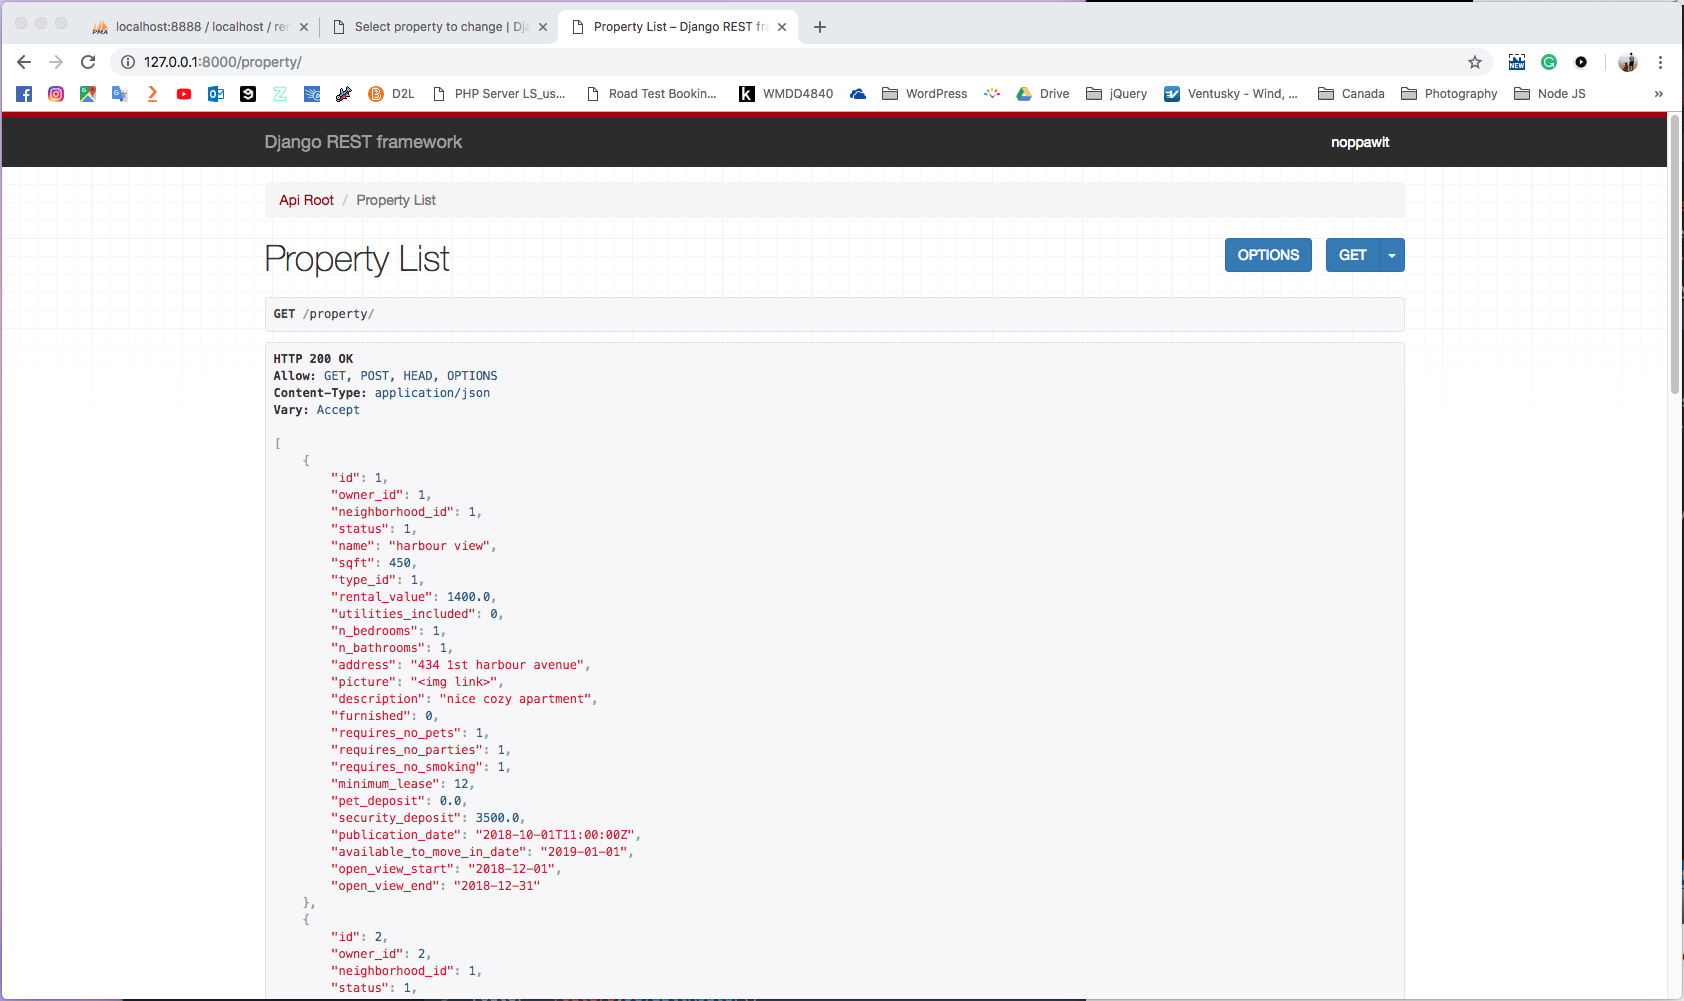 localhost:8888 / localhost / ren
Select property to change | Dja
Property List – Django REST fr
127.0.0.1:8000/property/
D2L
PHP Server LS_us...
Road Test Bookin...
WMDD4840
WordPress
Drive
jQuery
Ventusky - Wind, ...
Canada
Photography
Node JS
»
Django REST framework
noppawit
Api Root / Property List
Property List
OPTIONS
GET
GET /property/
HTTP 200 OK
Allow: GET, POST, HEAD, OPTIONS
Content-Type: application/json
Vary: Accept
[
{
"id": 1,
"owner_id": 1,
"neighborhood_id": 1,
"status": 1,
"name": "harbour view",
"sqft": 450,
"type_id": 1,
"rental_value": 1400.0,
"utilities_included": 0,
"n_bedrooms": 1,
"n_bathrooms": 1,
"address": "434 1st harbour avenue",
"picture": "<img link>",
"description": "nice cozy apartment",
"furnished": 0,
"requires_no_pets": 1,
"requires_no_parties": 1,
"requires_no_smoking": 1,
"minimum_lease": 12,
"pet_deposit": 0.0,
"security_deposit": 3500.0,
"publication_date": "2018-10-01T11:00:00Z",
"available_to_move_in_date": "2019-01-01",
"open_view_start": "2018-12-01",
"open_view_end": "2018-12-31"
},
{
"id": 2,
"owner_id": 2,
"neighborhood_id": 1,
"status": 1,